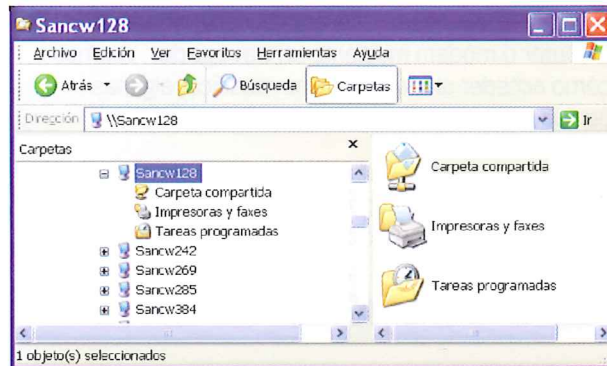 Sancw128
Archivo Edición Ver Favoritos Herramientas Ayuda
Atrás Búsqueda Carpetas
Dirección \\Sancw128 Ir
Carpetas x
Sancw128
Carpeta compartida
Impresoras y faxes
Tareas programadas
Sancw242
Sancw269
Sancw285
Sancw384
Carpeta compartida
Impresoras y faxes
Tareas programadas
1 objeto(s) seleccionados